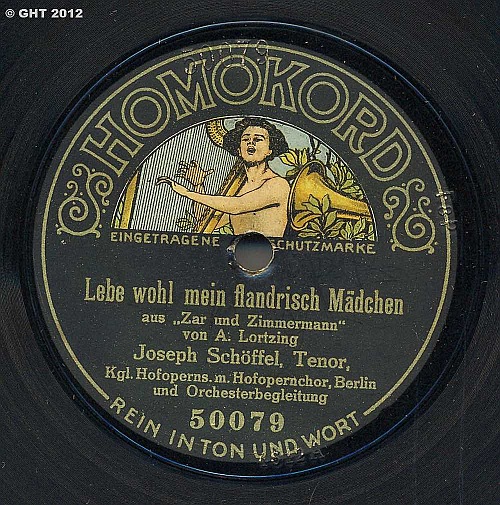 © GHT 2012
50079
HOMOKORD
EINGETRAGENE SCHUTZMARKE
Lebe wohl mein flandrisch Mädchen
aus „Zar und Zimmermann“
von A. Lortzing
Joseph Schöffel, Tenor,
Kgl. Hofoperns. m. Hofopernchor, Berlin
und Orchesterbegleitung
50079
REIN IN TON UND WORT